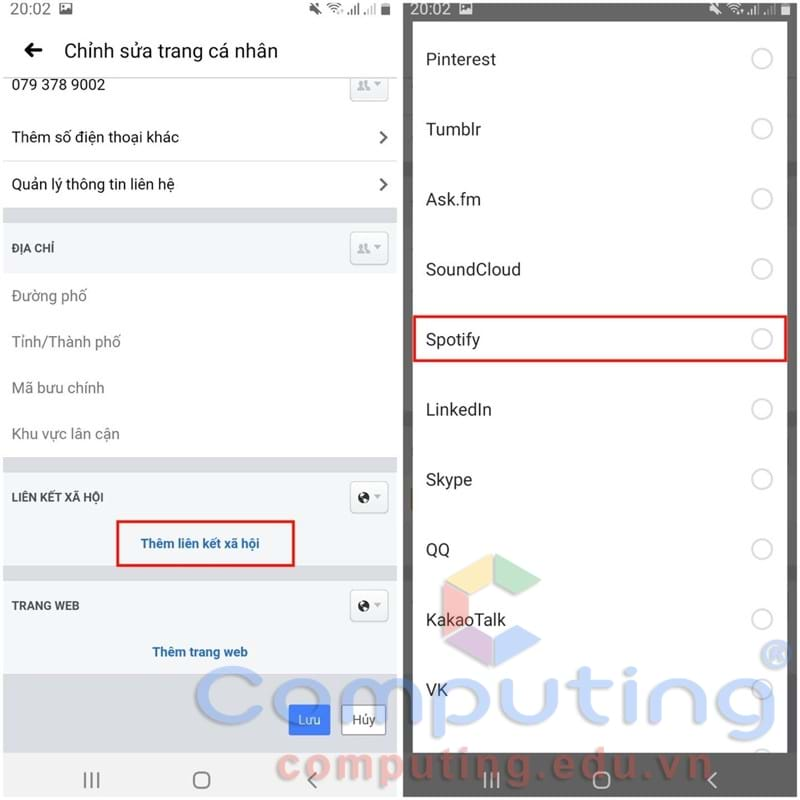 20:02
Chỉnh sửa trang cá nhân
079 378 9002
Thêm số điện thoại khác
Quản lý thông tin liên hệ
ĐỊA CHỈ
Đường phố
Tỉnh/Thành phố
Mã bưu chính
Khu vực lân cận
LIÊN KẾT XÃ HỘI
Thêm liên kết xã hội
TRANG WEB
Thêm trang web
Lưu
Hủy
20:02
Pinterest
Tumblr
Ask.fm
SoundCloud
Spotify
LinkedIn
Skype
QQ
KakaoTalk
VK
Computing®
computing.edu.vn